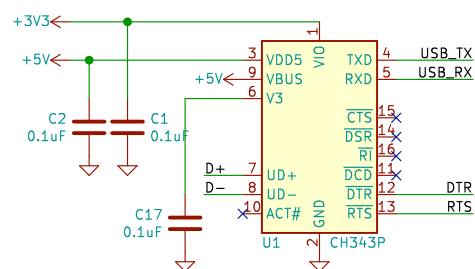 +3V3
1
VIO
+5V
3 VDD5 TXD 4 USB_TX
+5V 9 VBUS RXD 5 USB_RX
6 V3
C2 0.1uF
C1 0.1uF
CTS 15
DSR 14
RI 16
DCD 11
D+ 7 UD+
D- 8 UD- DTR 12 DTR
10 ACT# RTS 13 RTS
C17
0.1uF
GND
2
U1 CH343P